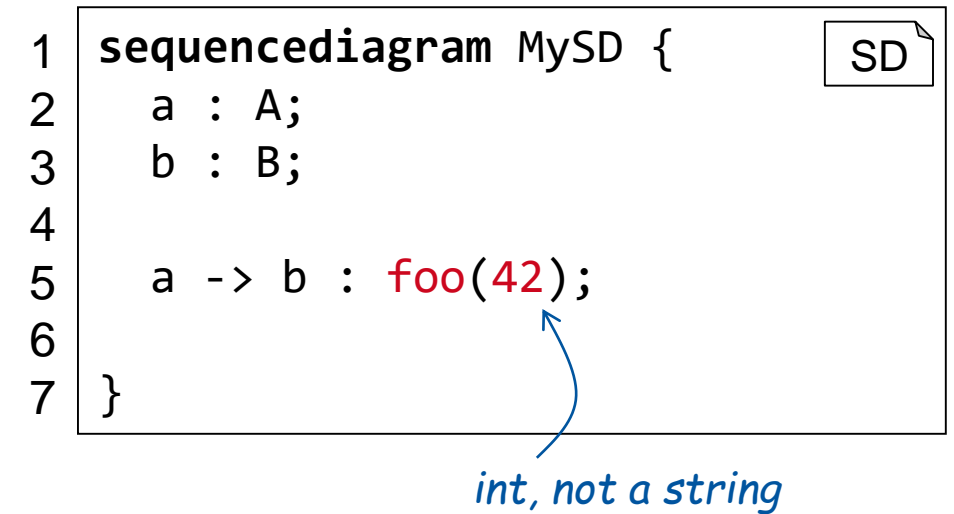 1 sequencediagram MySD { SD
2 a : A;
3 b : B;
4
5 a -> b : foo(42);
6
7 }
int, not a string